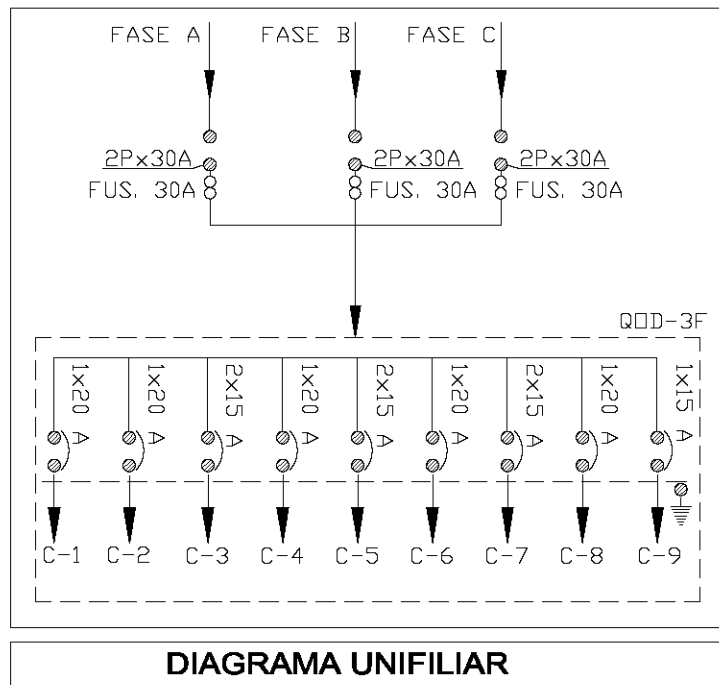 FASE A FASE B FASE C
2Px30A 2Px30A 2Px30A
FUS. 30A FUS. 30A FUS. 30A
QOD-3F
1x20 1x20 2x15 1x20 2x15 1x20 2x15 1x20 1x15
A A A A A A A A A
C-1 C-2 C-3 C-4 C-5 C-6 C-7 C-8 C-9
DIAGRAMA UNIFILIAR